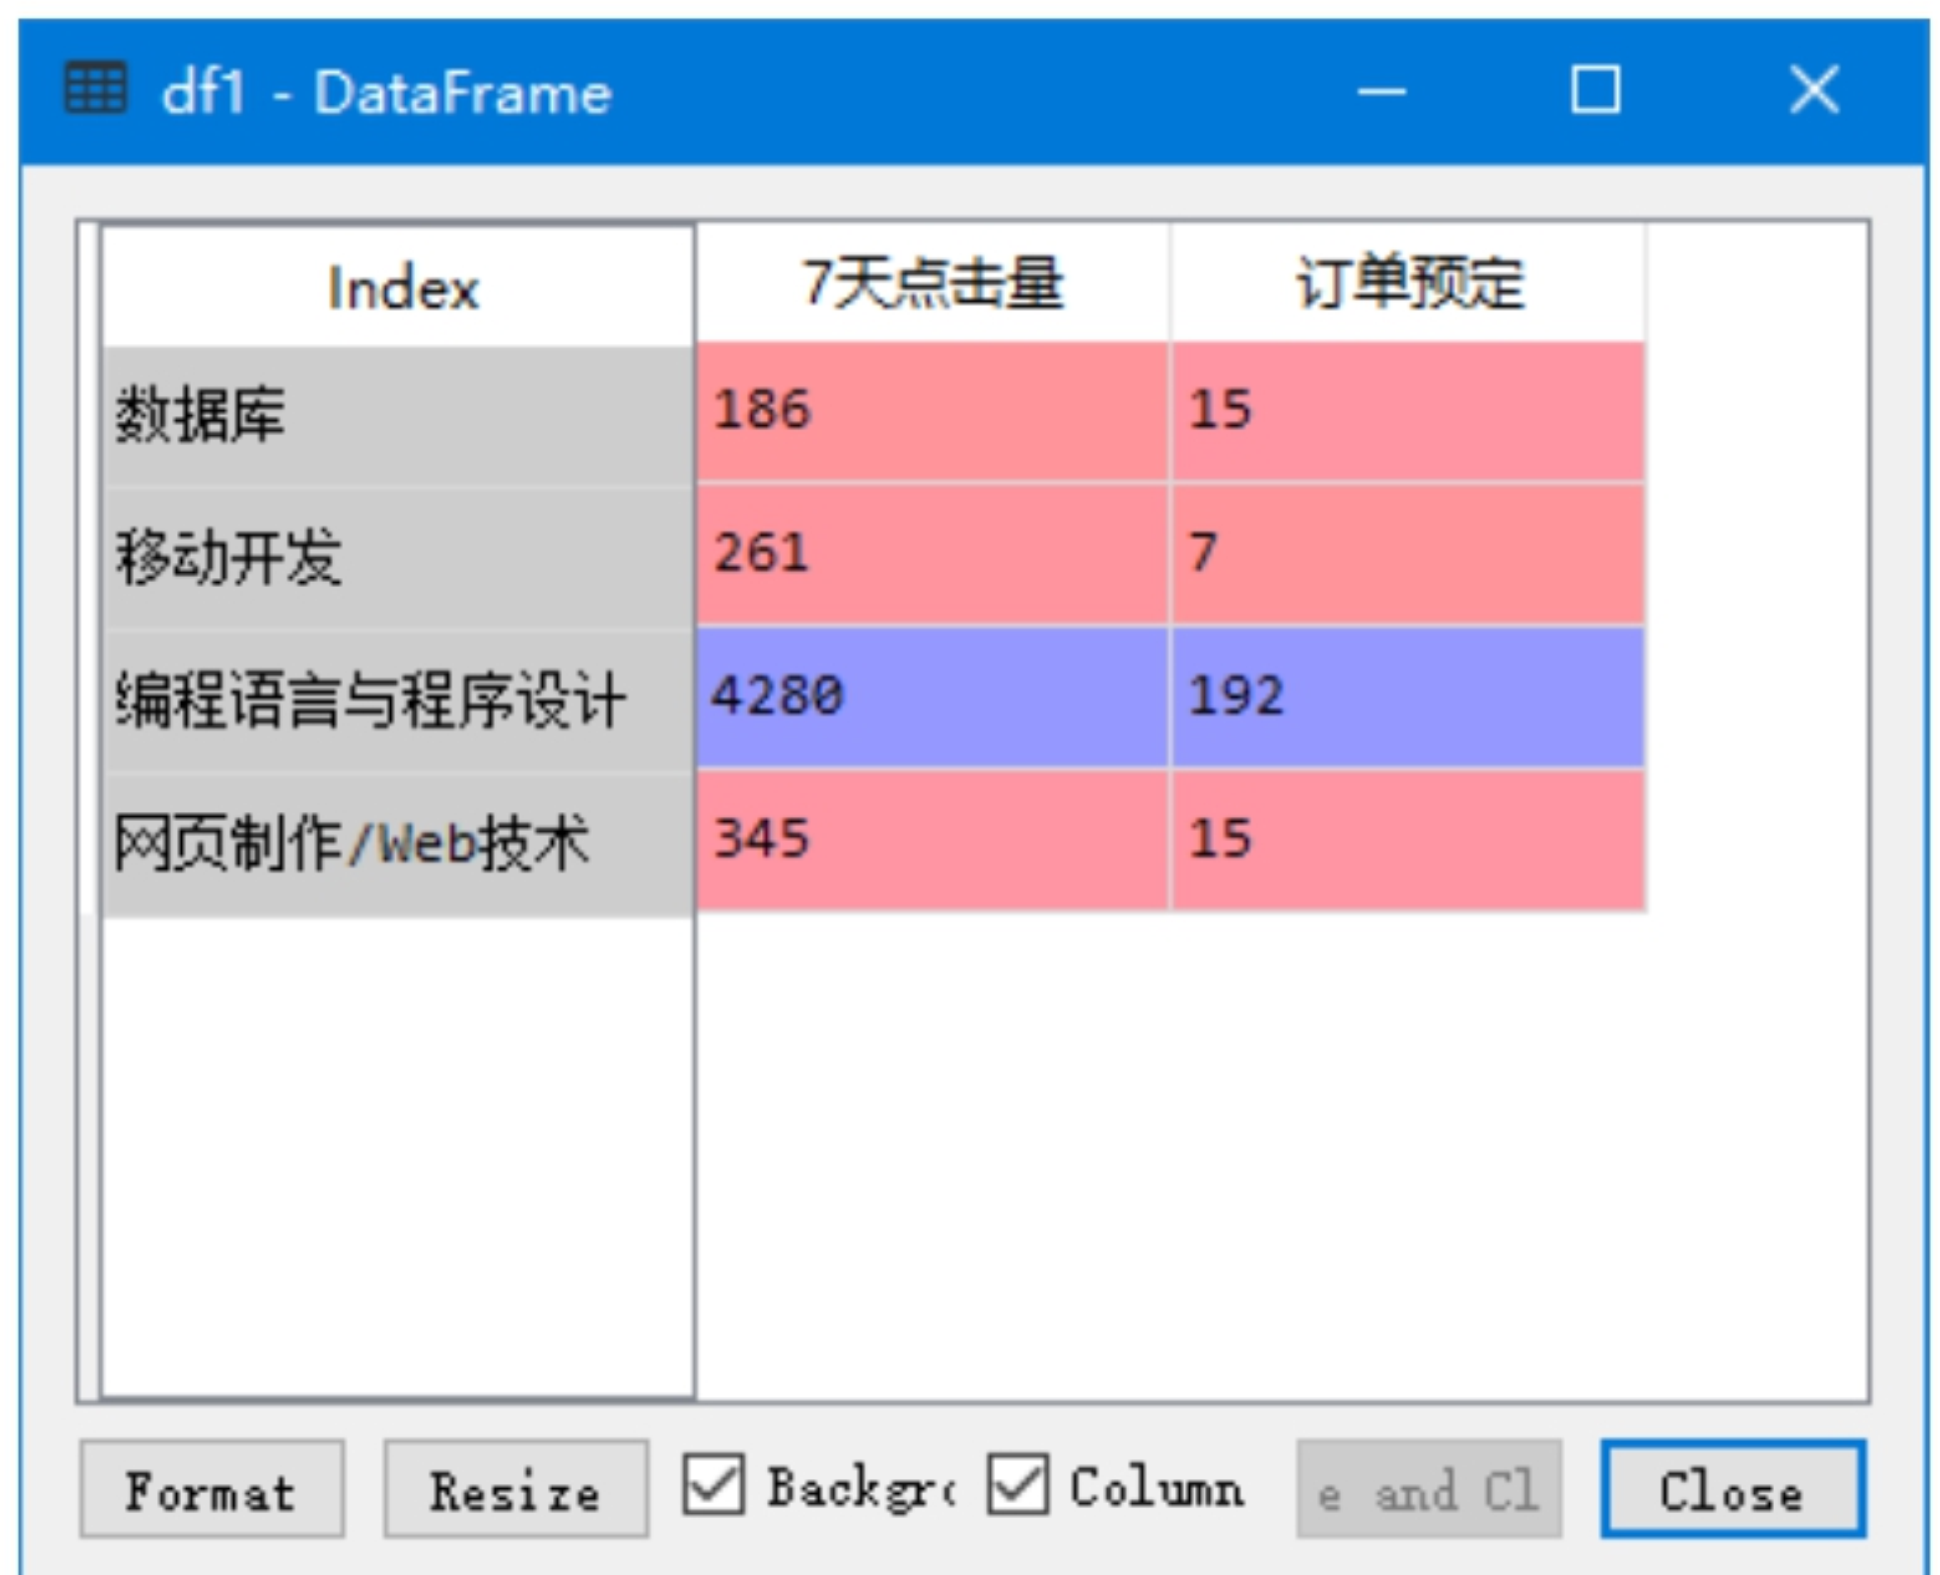 df1 - DataFrame
Index 7天点击量 订单预定
数据库 186 15
移动开发 261 7
编程语言与程序设计 4280 192
网页制作/Web技术 345 15
Format Resize Backgr Column e and Cl Close